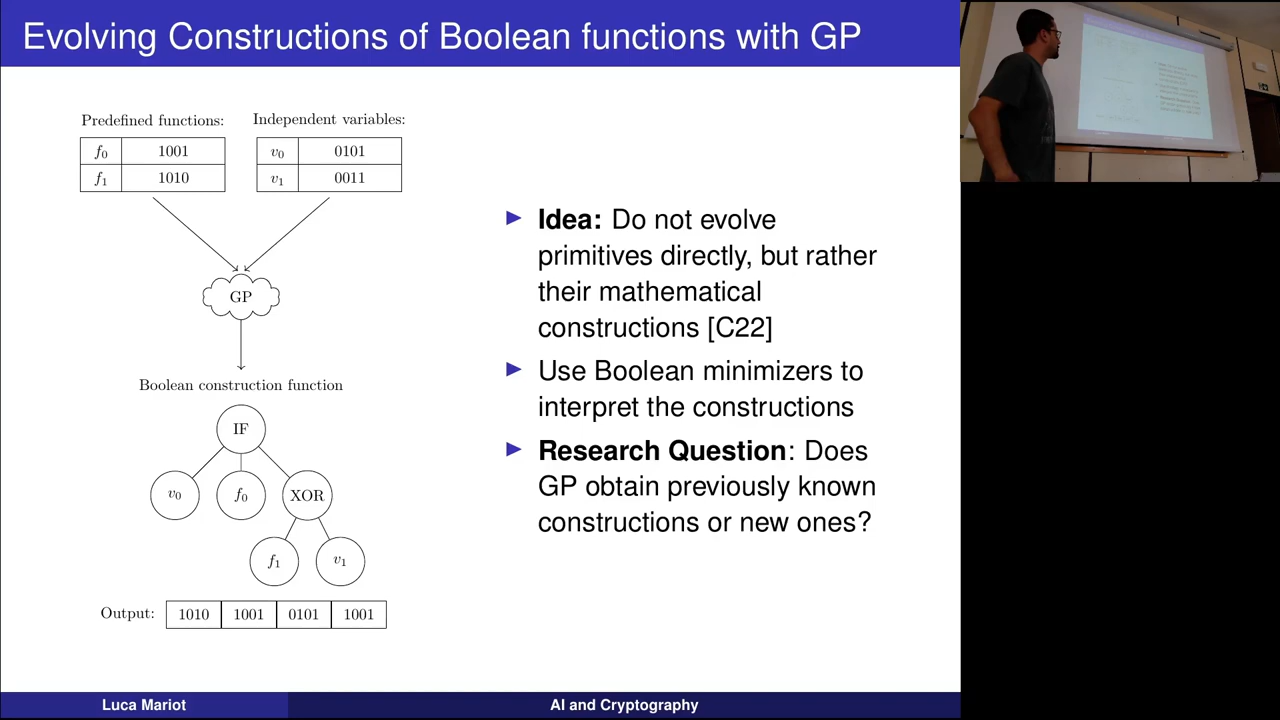 Evolving Constructions of Boolean functions with GP
Predefined functions:
f0 1001
f1 1010
Independent variables:
v0 0101
v1 0011
GP
Boolean construction function
IF
v0 f0 XOR
f1 v1
Output: 1010 1001 0101 1001
▶ Idea: Do not evolve
primitives directly, but rather
their mathematical
constructions [C22]
▶ Use Boolean minimizers to
interpret the constructions
▶ Research Question: Does
GP obtain previously known
constructions or new ones?
Luca Mariot
AI and Cryptography